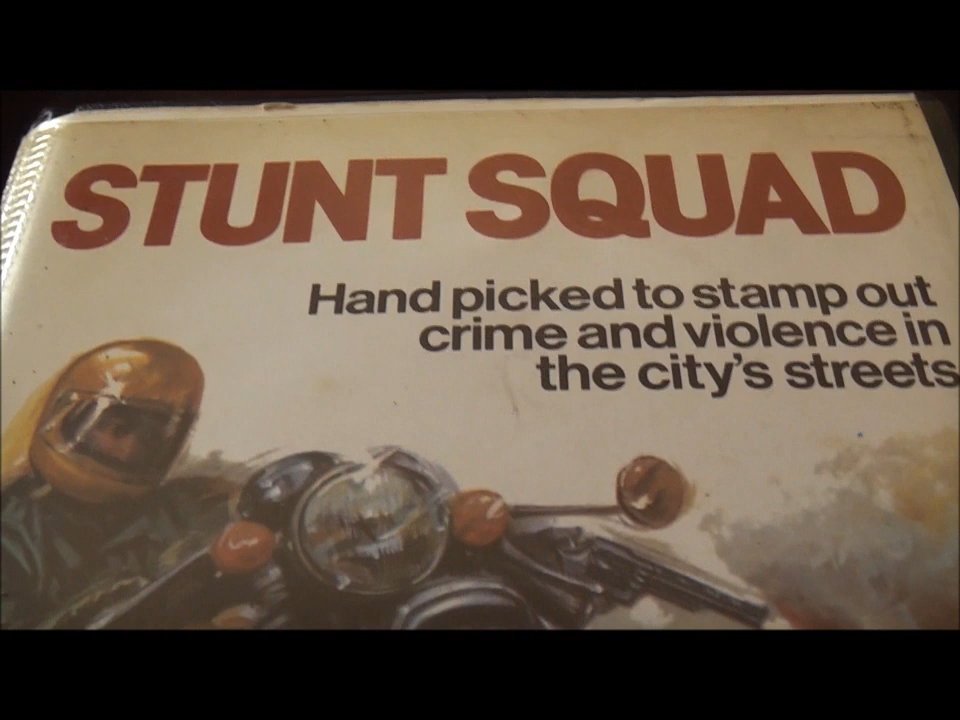 STUNT SQUAD
Hand picked to stamp out
crime and violence in
the city's streets